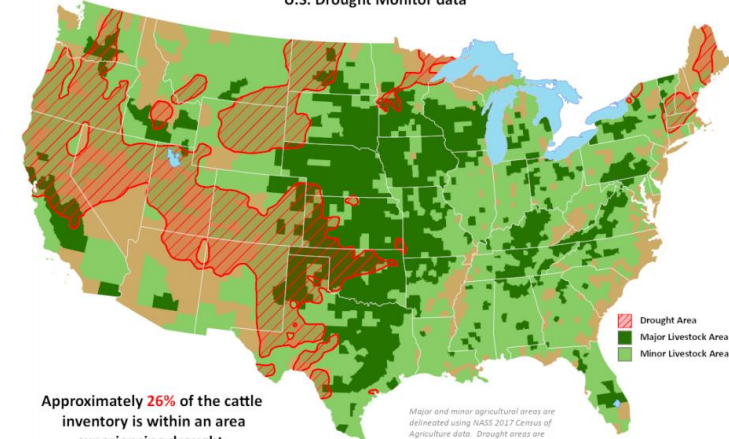 U.S. Drought Monitor data
Drought Area
Major Livestock Area
Minor Livestock Area
Approximately 26% of the cattle
inventory is within an area
experiencing drought
Major and minor agricultural areas are
delineated using NASS 2017 Census of
Agriculture data. Drought areas are